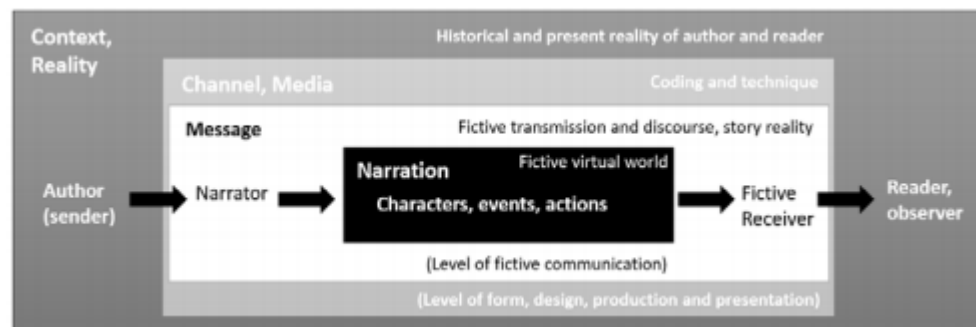 Context,
Reality
Historical and present reality of author and reader
Channel, Media
Coding and technique
Message
Fictive transmission and discourse, story reality
Fictive virtual world
Narration
Characters, events, actions
Author
(sender)
Narrator
Fictive
Receiver
Reader,
observer
(Level of fictive communication)
(Level of form, design, production and presentation)